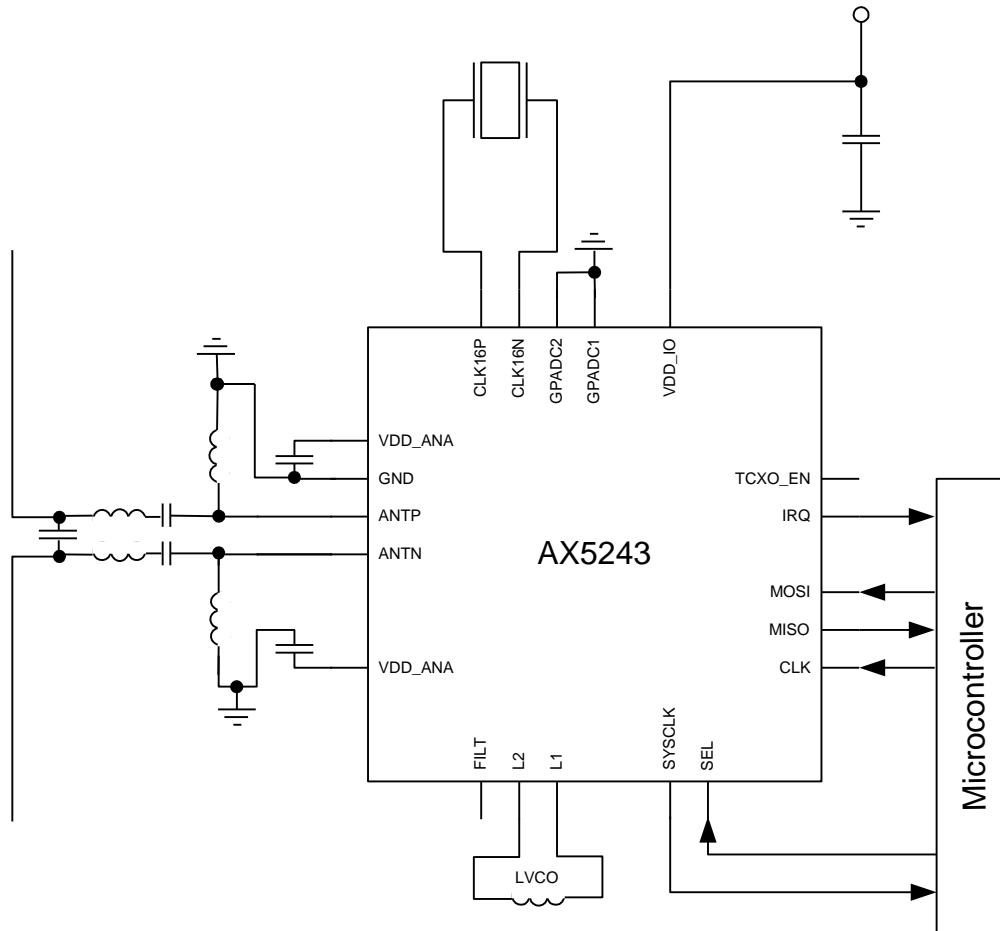 CLK16P
CLK16N
GPADC2
GPADC1
VDD_IO
VDD_ANA
GND
ANTP
ANTN
VDD_ANA
AX5243
TCXO_EN
IRQ
MOSI
MISO
CLK
FILT
L2
L1
SYSCLK
SEL
LVCO
Microcontroller